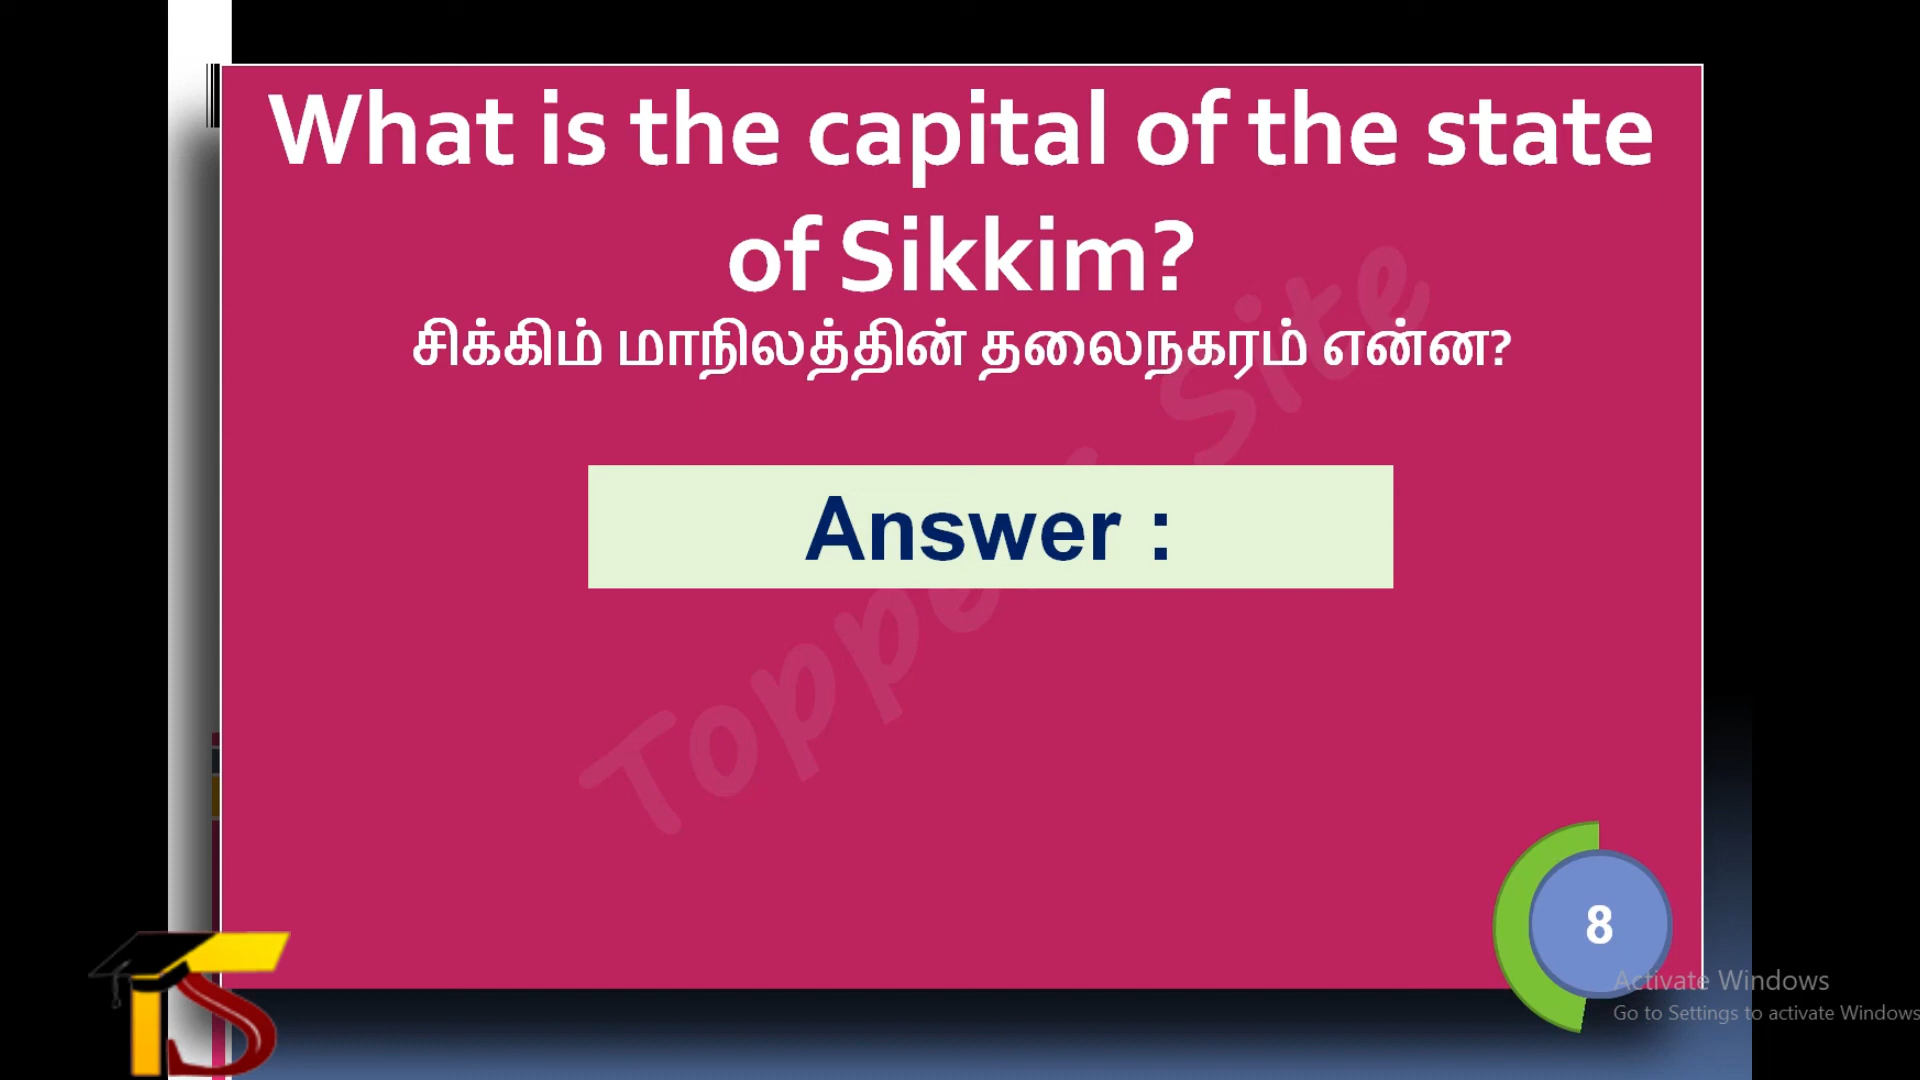 What is the capital of the state
of Sikkim?
சிக்கிம் மாநிலத்தின் தலைநகரம் என்ன?
Answer :
8
Activate Windows
Go to Settings to activate Windows
TS